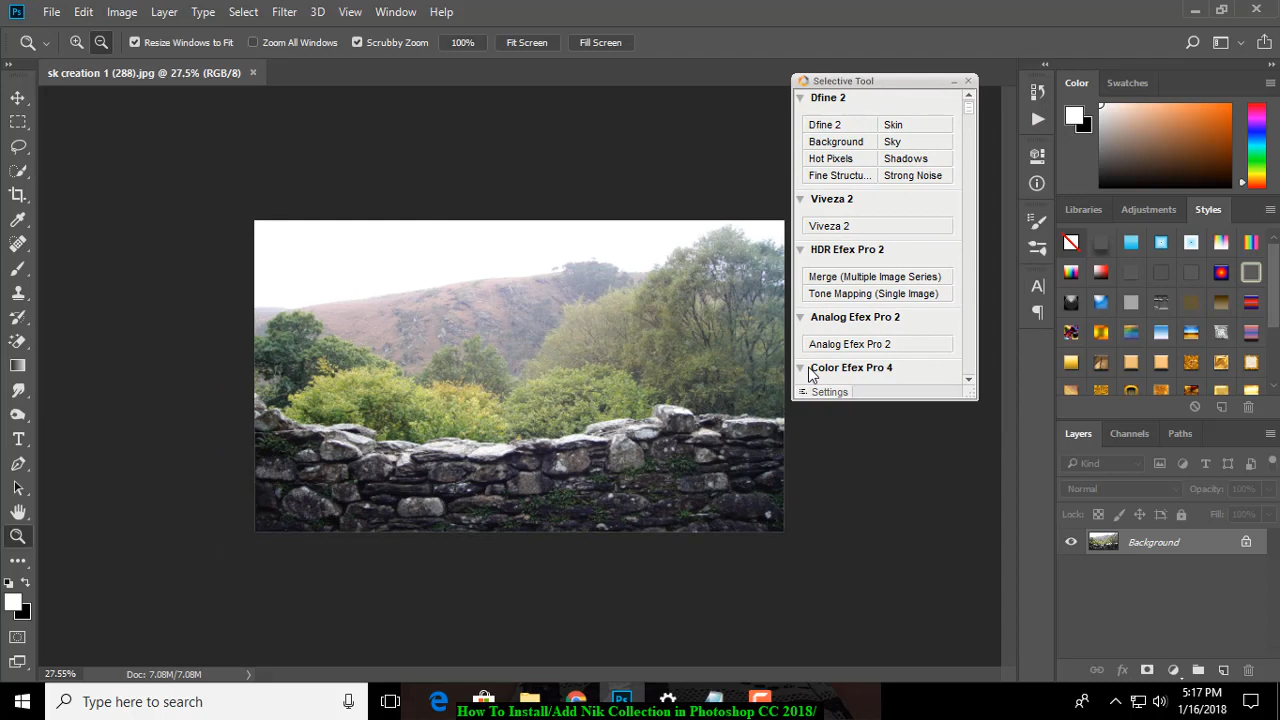 Ps File Edit Image Layer Type Select Filter 3D View Window Help
Resize Windows to Fit Zoom All Windows Scrubby Zoom 100% Fit Screen Fill Screen
sk creation 1 (288).jpg @ 27.5% (RGB/8)
Selective Tool
Dfine 2
Dfine 2 Skin
Background Sky
Hot Pixels Shadows
Fine Structu... Strong Noise
Viveza 2
Viveza 2
HDR Efex Pro 2
Merge (Multiple Image Series)
Tone Mapping (Single Image)
Analog Efex Pro 2
Analog Efex Pro 2
Color Efex Pro 4
Settings
Color Swatches
Libraries Adjustments Styles
Layers Channels Paths
Kind
Normal Opacity: 100%
Lock: Fill: 100%
Background
27.55% Doc: 7.08M/7.08M
Type here to search
5:17 PM
1/16/2018
How To Install/Add Nik Collection in Photoshop CC 2018/